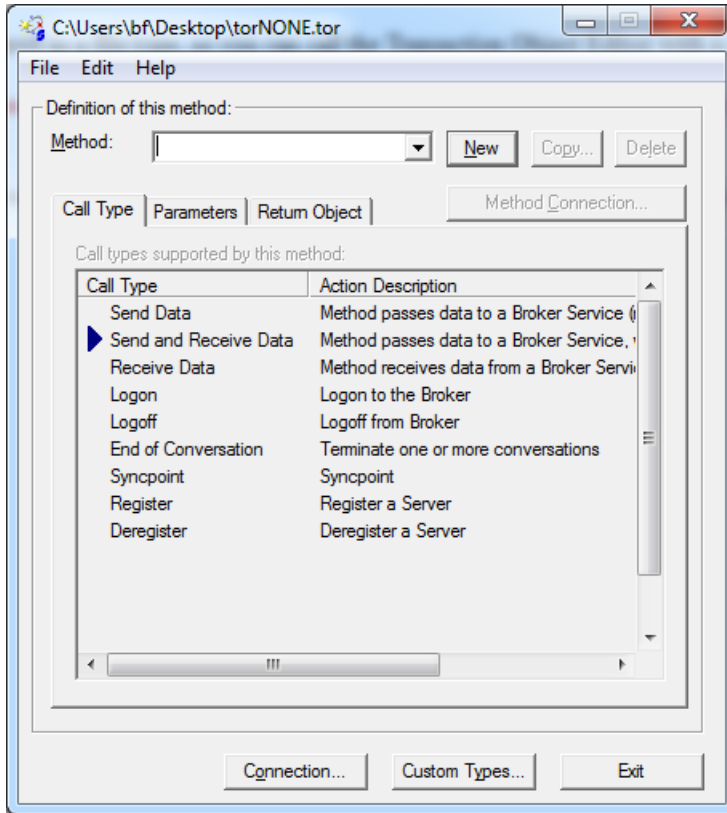 C:\Users\bf\Desktop\torNONE.tor
File Edit Help
Definition of this method:
Method: New Copy... Delete
Method Connection...
Call Type Parameters Return Object
Call types supported by this method:
Call Type Action Description
Send Data Method passes data to a Broker Service (
Send and Receive Data Method passes data to a Broker Service,
Receive Data Method receives data from a Broker Servi
Logon Logon to the Broker
Logoff Logoff from Broker
End of Conversation Terminate one or more conversations
Syncpoint Syncpoint
Register Register a Server
Deregister Deregister a Server
Connection... Custom Types... Exit